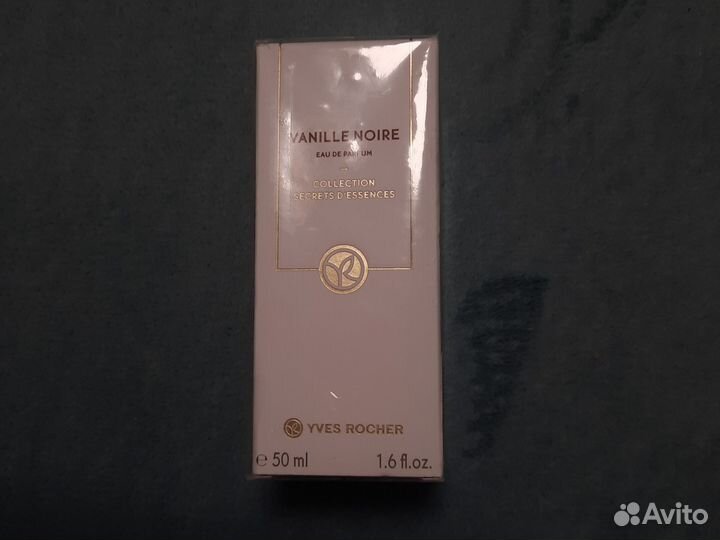 VANILLE NOIRE
EAU DE PARFUM
COLLECTION
SECRETS D'ESSENCES
YVES ROCHER
e 50 ml 1.6 fl.oz.
Avito